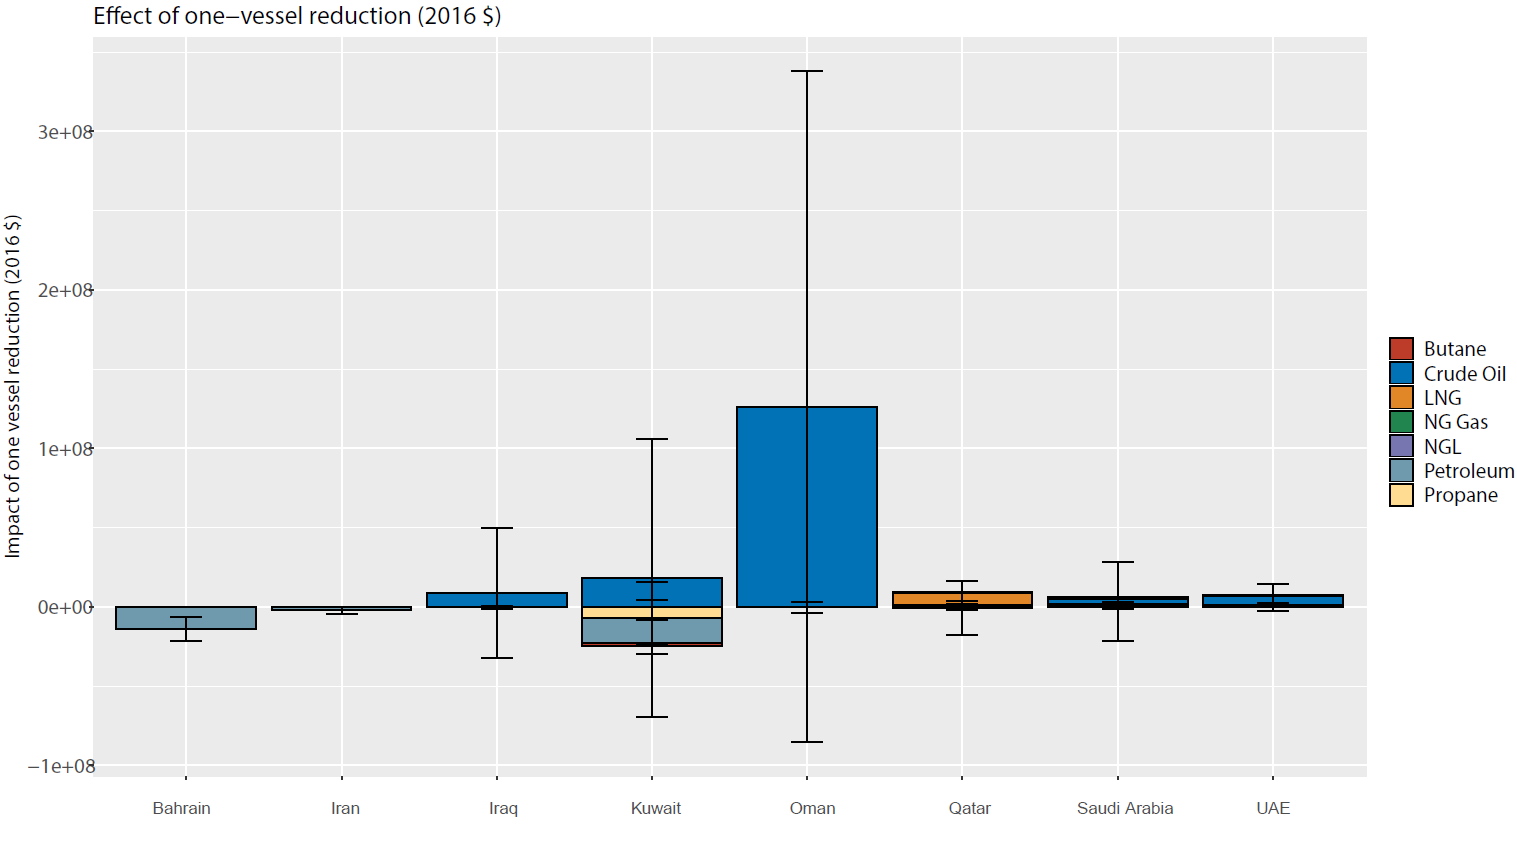 Effect of one−vessel reduction (2016 $)
Impact of one vessel reduction (2016 $)
3e+08
2e+08
1e+08
0e+00
−1e+08
Bahrain
Iran
Iraq
Kuwait
Oman
Qatar
Saudi Arabia
UAE
Butane
Crude Oil
LNG
NG Gas
NGL
Petroleum
Propane